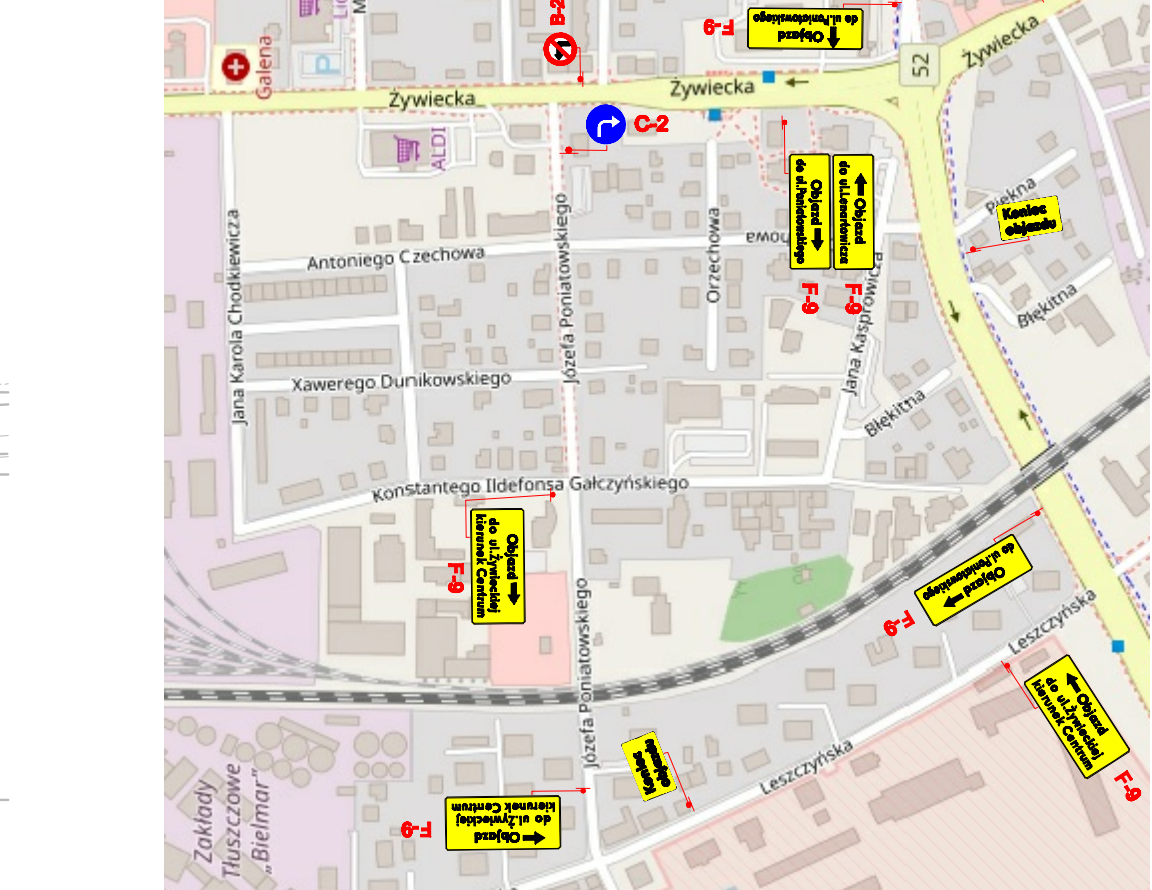 B-2
F-9
Objazd
do ul.Poniatowskiego
Żywiecka
52
Galena
P
Żywiecka
Żywiecka
C-2
ALDI
Objazd
do ul.Poniatowskiego
Objazd
do ul.Lenartowicza
F-9
F-9
Piękna
Koniec
objazdu
Błękitna
Jana Karola Chodkiewicza
Antoniego Czechowa
Józefa Poniatowskiego
Orzechowa
howa
Jana Kasprowicza
Xawerego Dunikowskiego
Błękitna
Konstantego Ildefonsa Gałczyńskiego
Objazd
do ul.Żywieckiej
kierunek Centrum
F-9
Objazd
do ul.Poniatowskiego
F-9
Leszczyńska
Objazd
do ul.Żywieckiej
kierunek Centrum
F-9
Józefa Poniatowskiego
Koniec
objazdu
Leszczyńska
Objazd
do ul.Żywieckiej
kierunek Centrum
F-9
Zakłady
Tłuszczowe
„Bielmar”